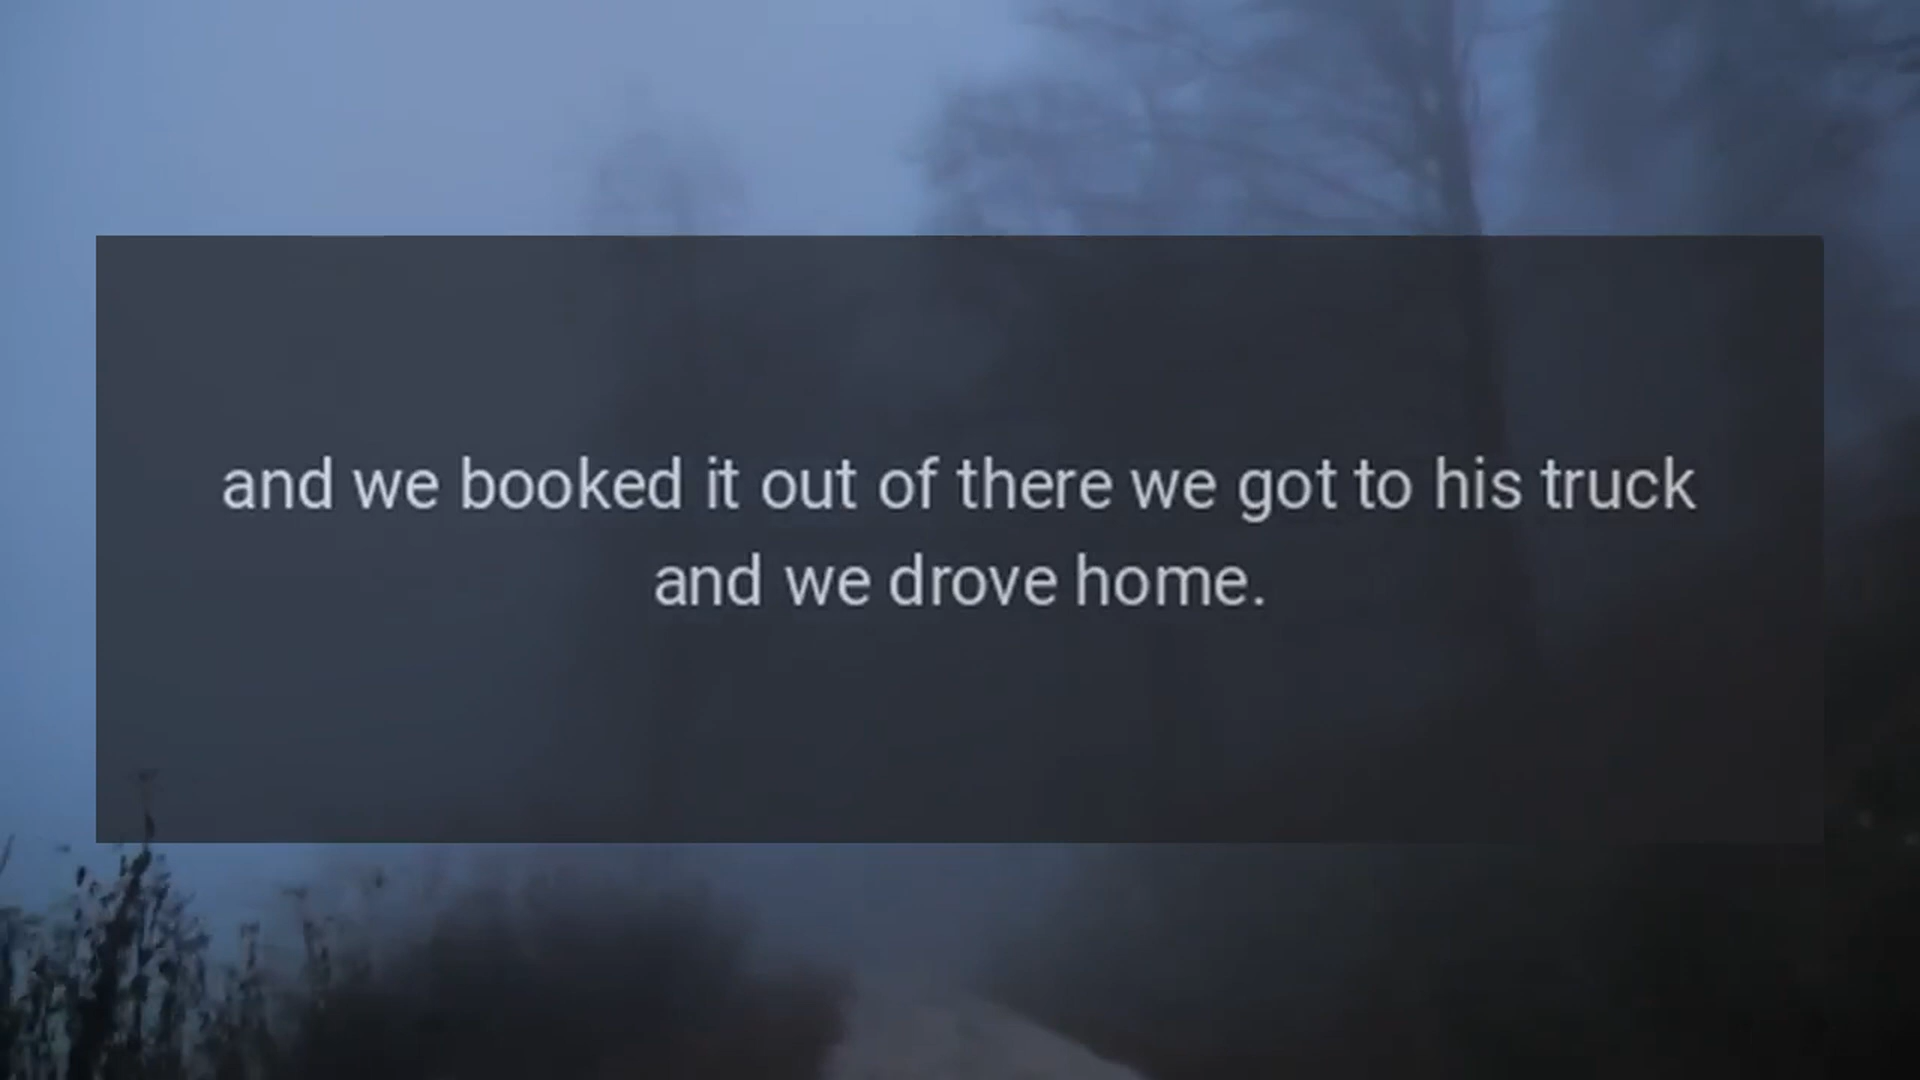 and we booked it out of there we got to his truck
and we drove home.